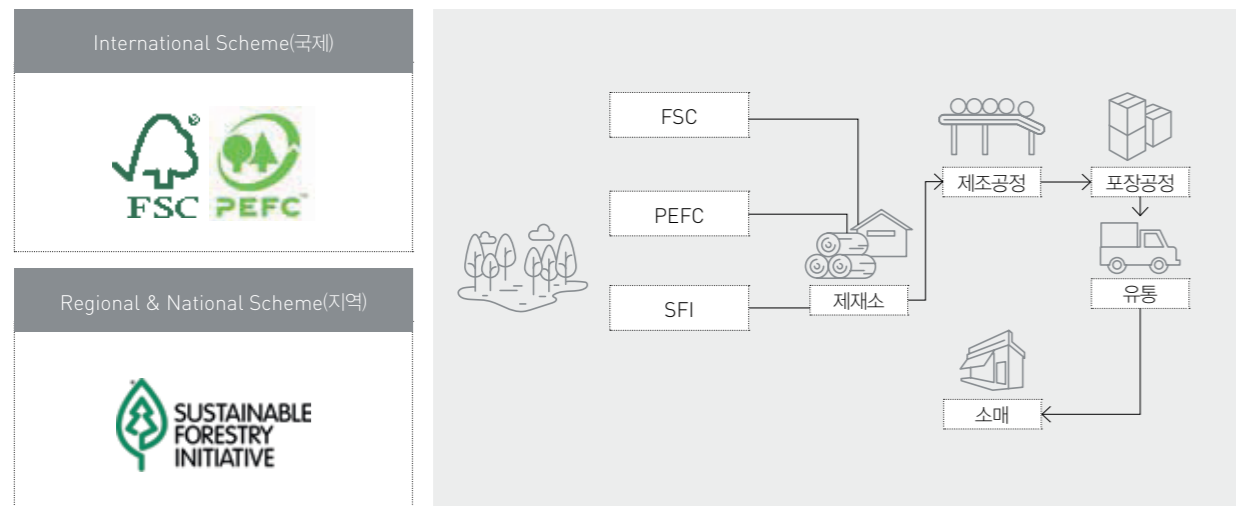 International Scheme(국제)
FSC
PEFC
Regional & National Scheme(지역)
SUSTAINABLE
FORESTRY
INITIATIVE
FSC
PEFC
SFI
제재소
제조공정
포장공정
유통
소매